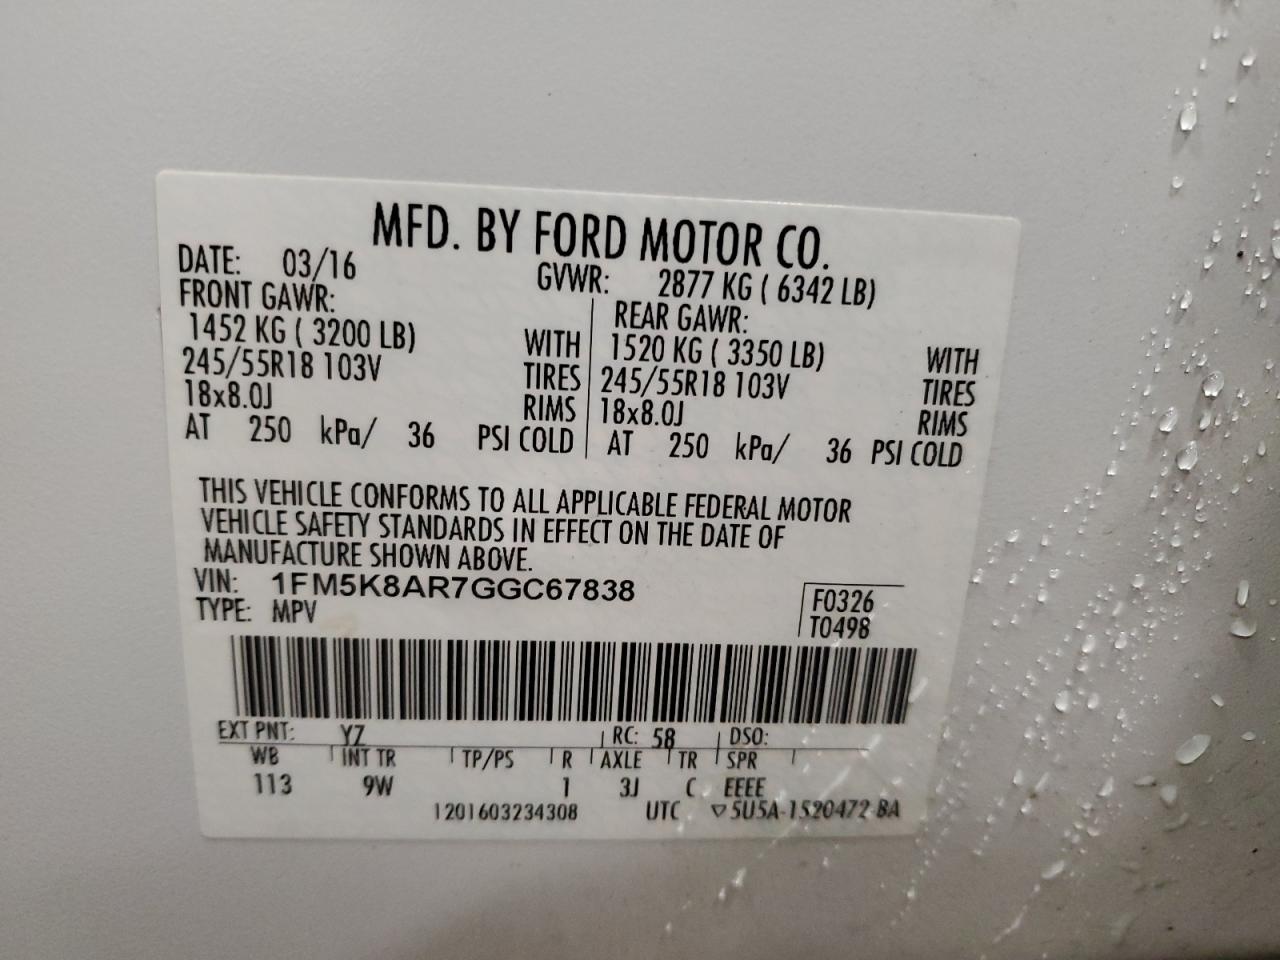 MFD. BY FORD MOTOR CO.
DATE: 03/16 GVWR: 2877 KG ( 6342 LB)
FRONT GAWR: REAR GAWR:
1452 KG ( 3200 LB) WITH 1520 KG ( 3350 LB) WITH
245/55R18 103V TIRES 245/55R18 103V TIRES
18x8.0J RIMS 18x8.0J RIMS
AT 250 kPa/ 36 PSI COLD AT 250 kPa/ 36 PSI COLD
THIS VEHICLE CONFORMS TO ALL APPLICABLE FEDERAL MOTOR
VEHICLE SAFETY STANDARDS IN EFFECT ON THE DATE OF
MANUFACTURE SHOWN ABOVE.
VIN: 1FM5K8AR7GGC67838
TYPE: MPV
F0326
T0498
EXT PNT: YZ RC: 58 DSO:
WB INT TR TP/PS R AXLE TR SPR
113 9W 1 3J C EEEE
1201603234308 UTC ▽5U5A-1520472-BA